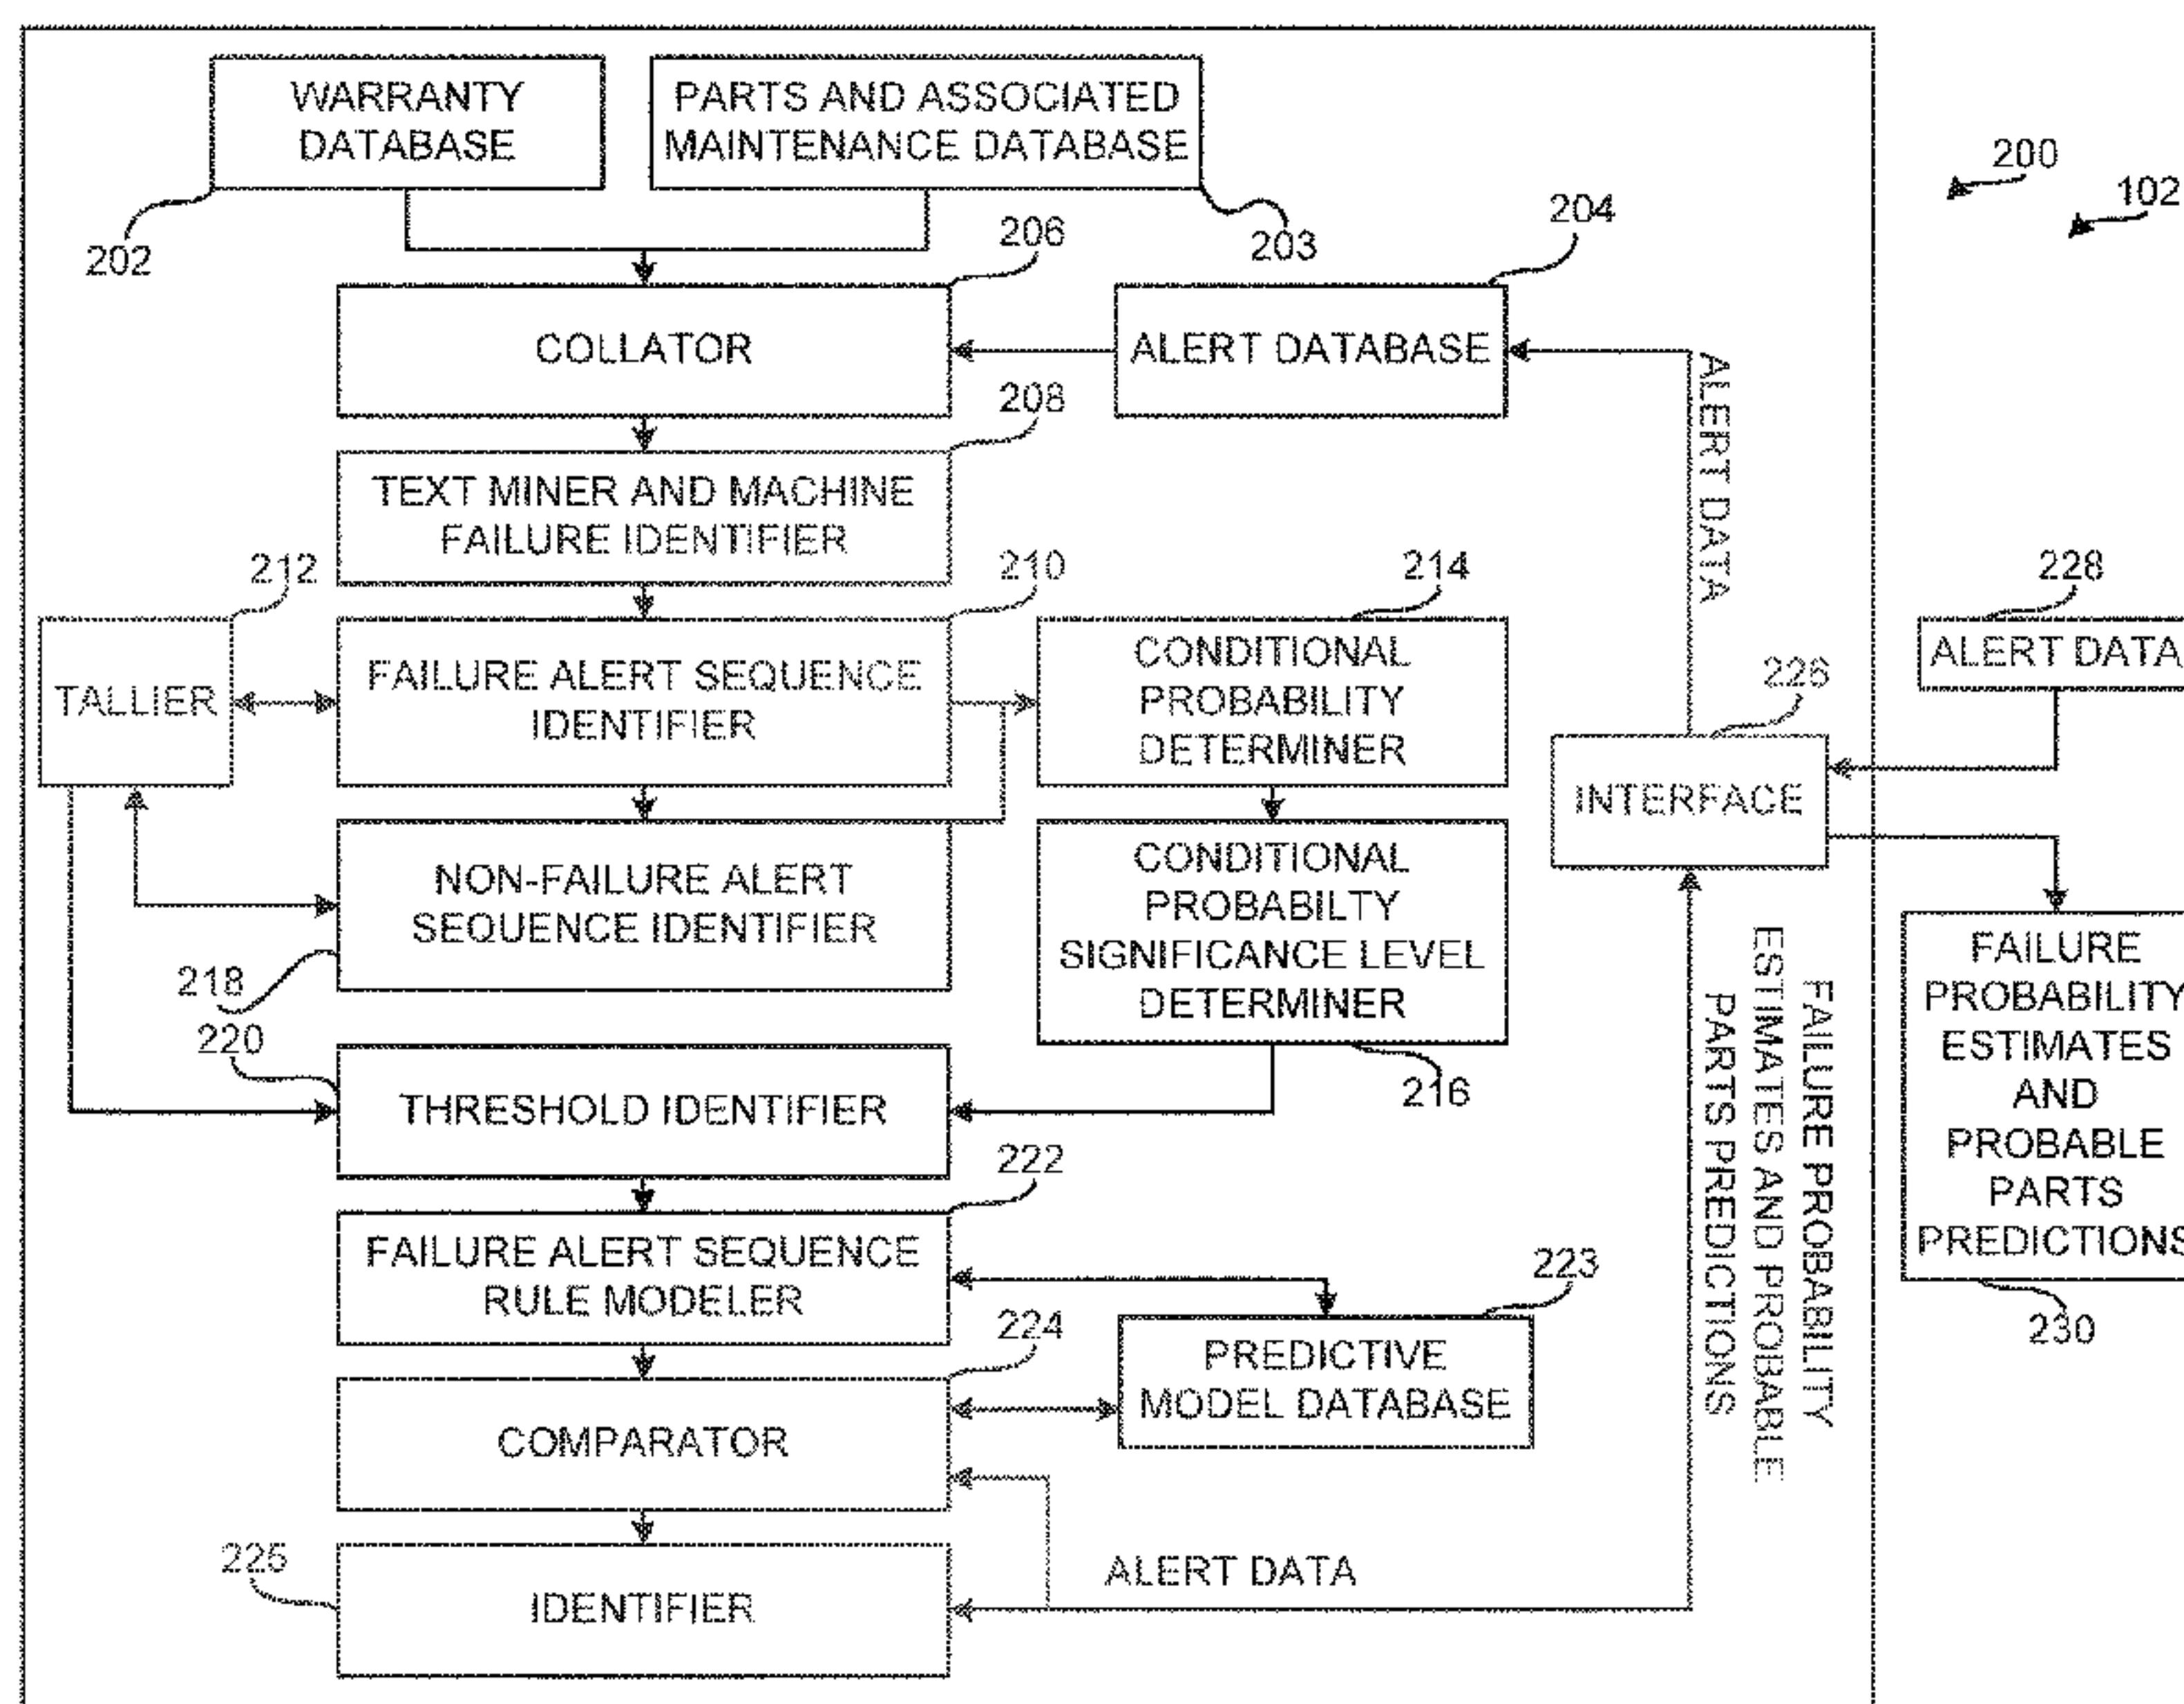 WARRANTY
DATABASE
PARTS AND ASSOCIATED
MAINTENANCE DATABASE
200
102
202
206
203
204
COLLATOR
ALERT DATABASE
ALERT DATA
208
TEXT MINER AND MACHINE
FAILURE IDENTIFIER
212
210
214
228
TALLIER
FAILURE ALERT SEQUENCE
IDENTIFIER
CONDITIONAL
PROBABILITY
DETERMINER
226
ALERT DATA
INTERFACE
NON-FAILURE ALERT
SEQUENCE IDENTIFIER
CONDITIONAL
PROBABILTY
SIGNIFICANCE LEVEL
DETERMINER
218
220
216
FAILURE PROBABILITY
ESTIMATES AND PROBABLE
PARTS PREDICTIONS
FAILURE
PROBABILITY
ESTIMATES
AND
PROBABLE
PARTS
PREDICTIONS
230
THRESHOLD IDENTIFIER
222
FAILURE ALERT SEQUENCE
RULE MODELER
223
224
PREDICTIVE
MODEL DATABASE
COMPARATOR
225
ALERT DATA
IDENTIFIER